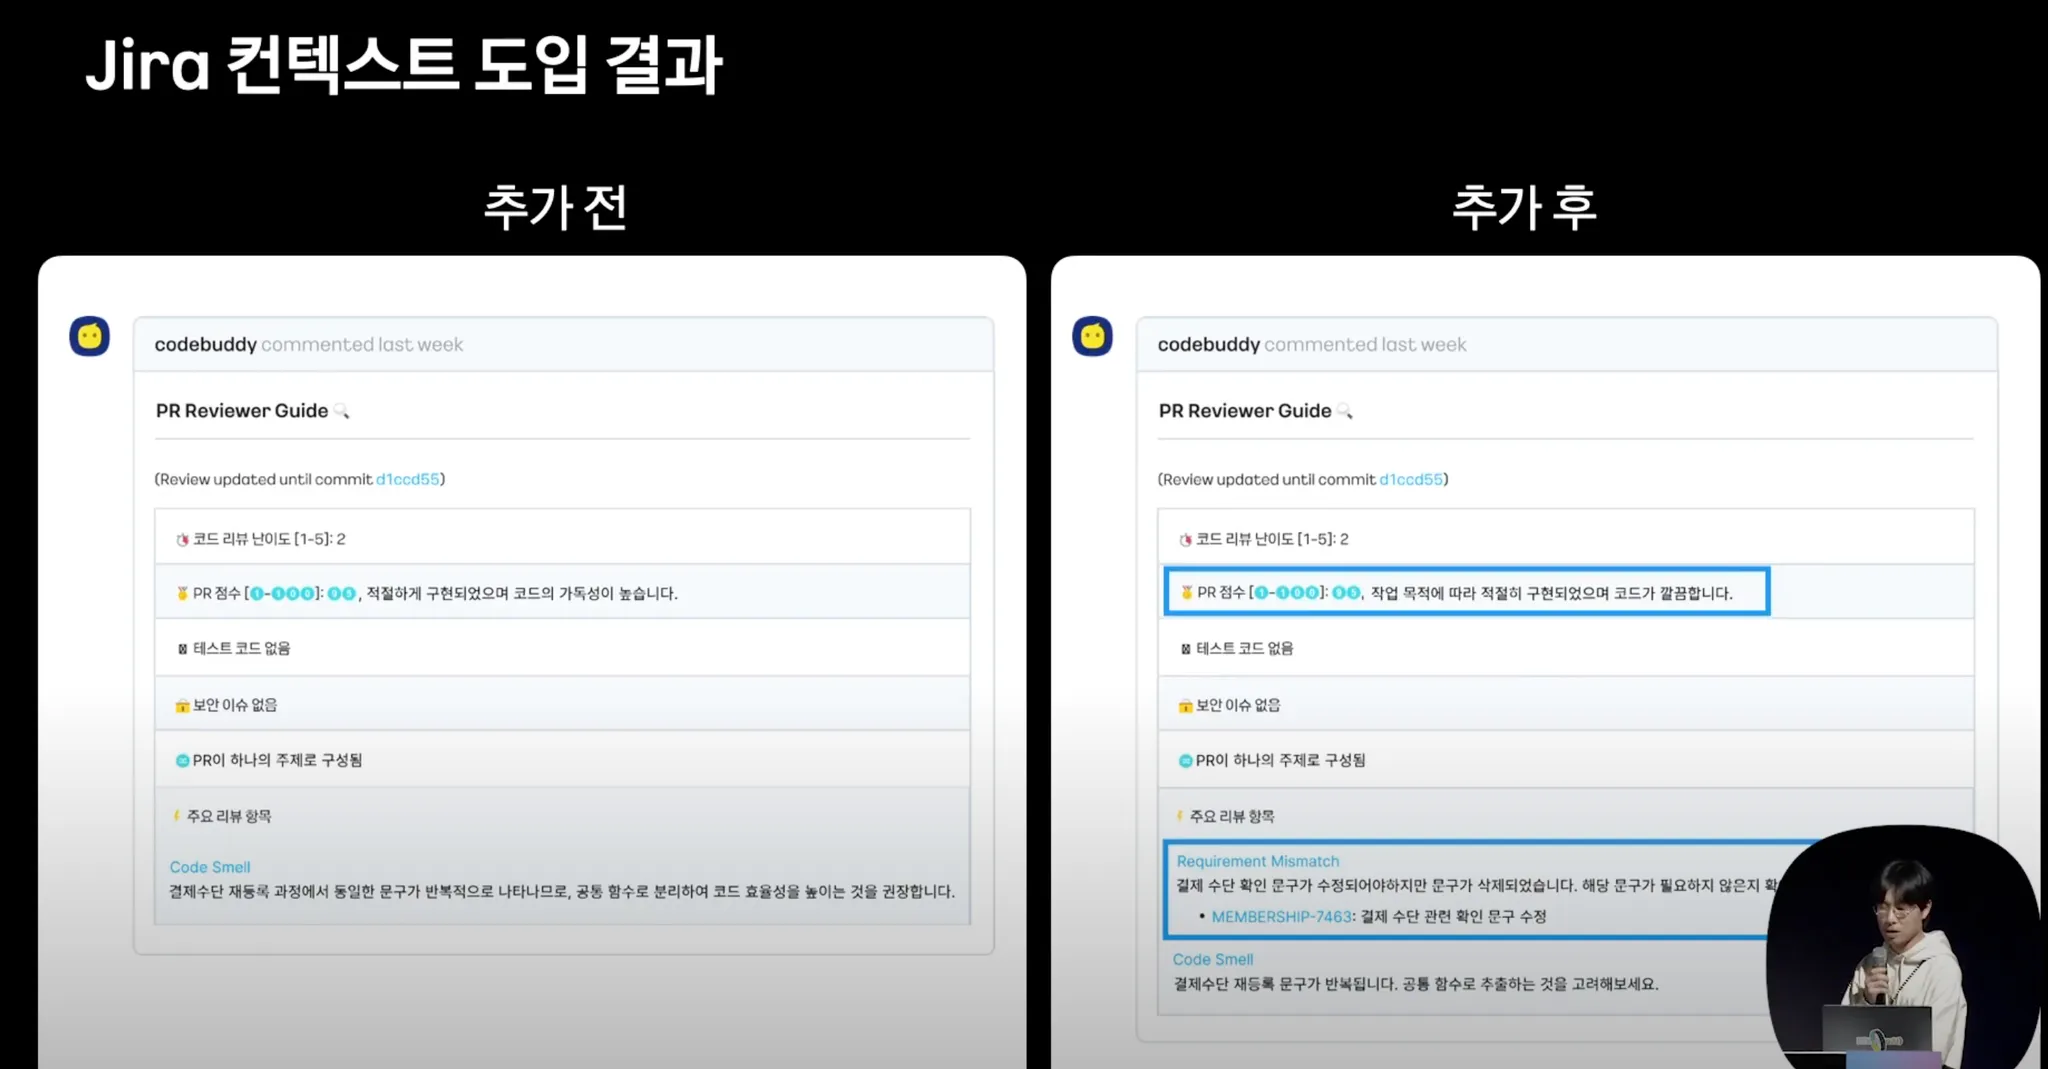 Jira 컨텍스트 도입 결과
추가 전
codebuddy commented last week
PR Reviewer Guide
(Review updated until commit d1ccd55)
코드 리뷰 난이도 [1-5]: 2
PR 점수 [1-100]: 95, 적절하게 구현되었으며 코드의 가독성이 높습니다.
테스트 코드 없음
보안 이슈 없음
PR이 하나의 주제로 구성됨
주요 리뷰 항목
Code Smell
결제수단 재등록 과정에서 동일한 문구가 반복적으로 나타나므로, 공통 함수로 분리하여 코드 효율성을 높이는 것을 권장합니다.
추가 후
codebuddy commented last week
PR Reviewer Guide
(Review updated until commit d1ccd55)
코드 리뷰 난이도 [1-5]: 2
PR 점수 [1-100]: 95, 작업 목적에 따라 적절히 구현되었으며 코드가 깔끔합니다.
테스트 코드 없음
보안 이슈 없음
PR이 하나의 주제로 구성됨
주요 리뷰 항목
Requirement Mismatch
결제 수단 확인 문구가 수정되어야하지만 문구가 삭제되었습니다. 해당 문구가 필요하지 않은지 확
MEMBERSHIP-7463: 결제 수단 관련 확인 문구 수정
Code Smell
결제수단 재등록 문구가 반복됩니다. 공통 함수로 추출하는 것을 고려해보세요.